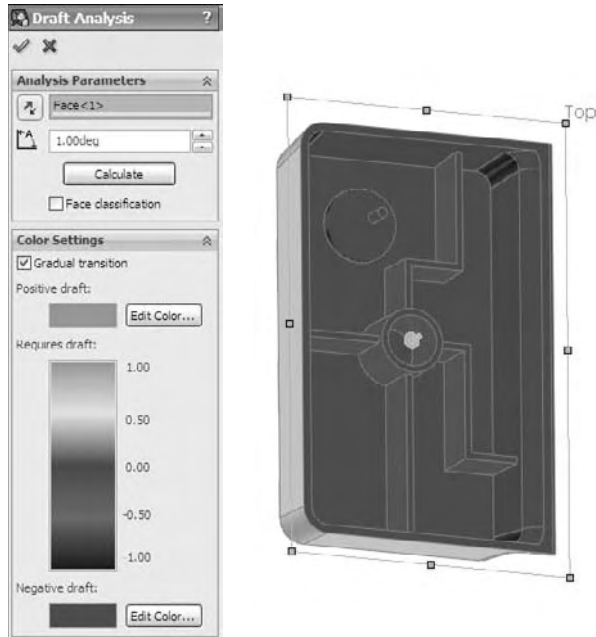 Draft Analysis ?
Analysis Parameters
Face<1>
A
1.00deg
Calculate
Face classification
Color Settings
Gradual transition
Positive draft:
Edit Color...
Requires draft:
1.00
0.50
0.00
-0.50
-1.00
Negative draft:
Edit Color...
Top